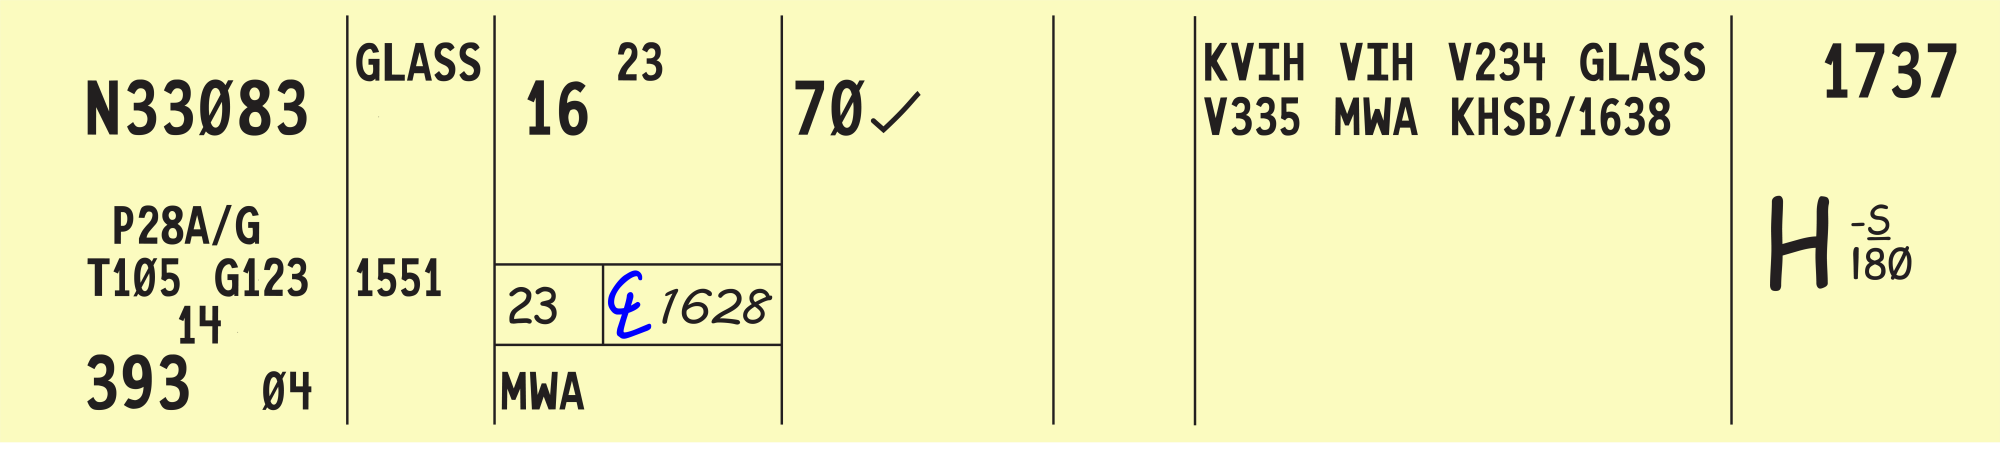 N33Ø83
P28A/G
T1Ø5 G123
14
393 Ø4
GLASS
1551
16 23
23
℄ 1628
MWA
7Ø✓
KVIH VIH V234 GLASS
V335 MWA KHSB/1638
1737
H -S
18Ø